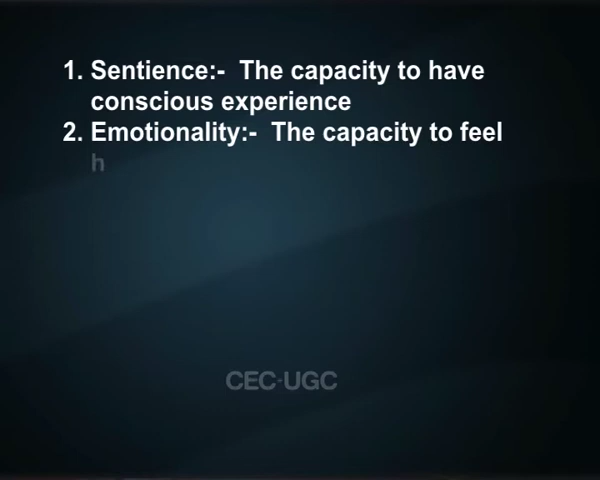 1. Sentience:- The capacity to have
conscious experience
2. Emotionality:- The capacity to feel
h
CEC-UGC